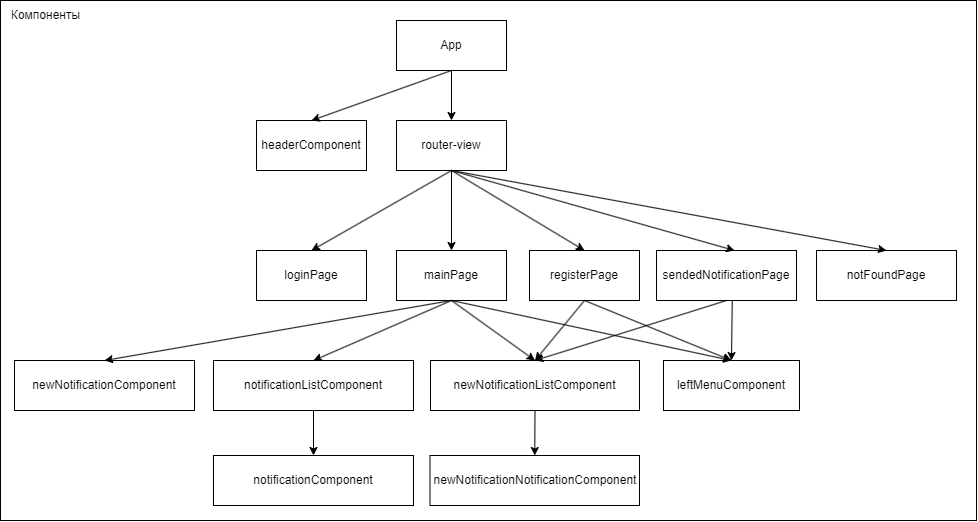 Компоненты
App
headerComponent
router-view
loginPage
mainPage
registerPage
sendedNotificationPage
notFoundPage
newNotificationComponent
notificationListComponent
newNotificationListComponent
leftMenuComponent
notificationComponent
newNotificationNotificationComponent